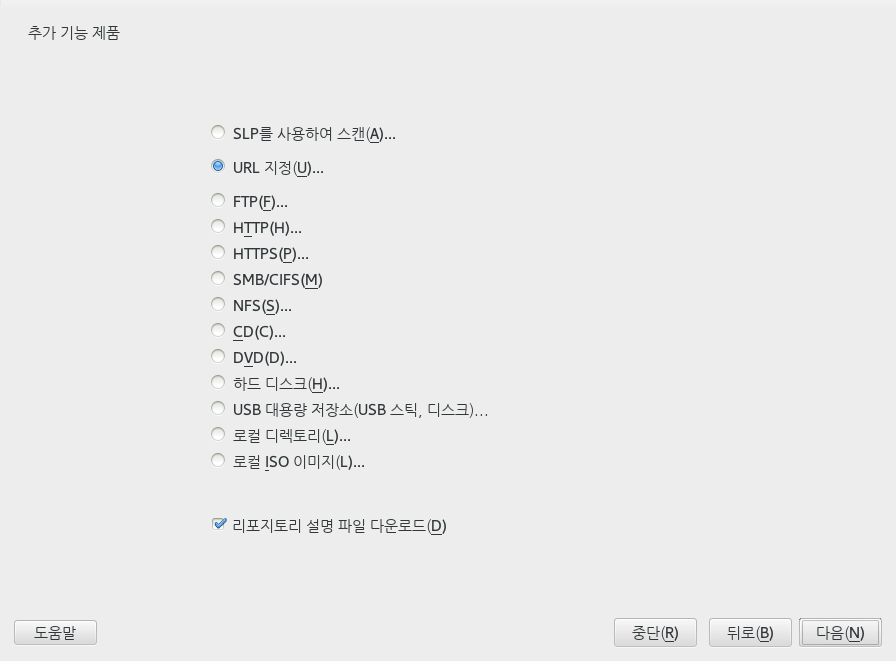 추가 기능 제품
SLP를 사용하여 스캔(A)...
URL 지정(U)...
FTP(F)...
HTTP(H)...
HTTPS(P)...
SMB/CIFS(M)
NFS(S)...
CD(C)...
DVD(D)...
하드 디스크(H)...
USB 대용량 저장소(USB 스틱, 디스크)...
로컬 디렉토리(L)...
로컬 ISO 이미지(L)...
리포지토리 설명 파일 다운로드(D)
도움말 중단(R) 뒤로(B) 다음(N)